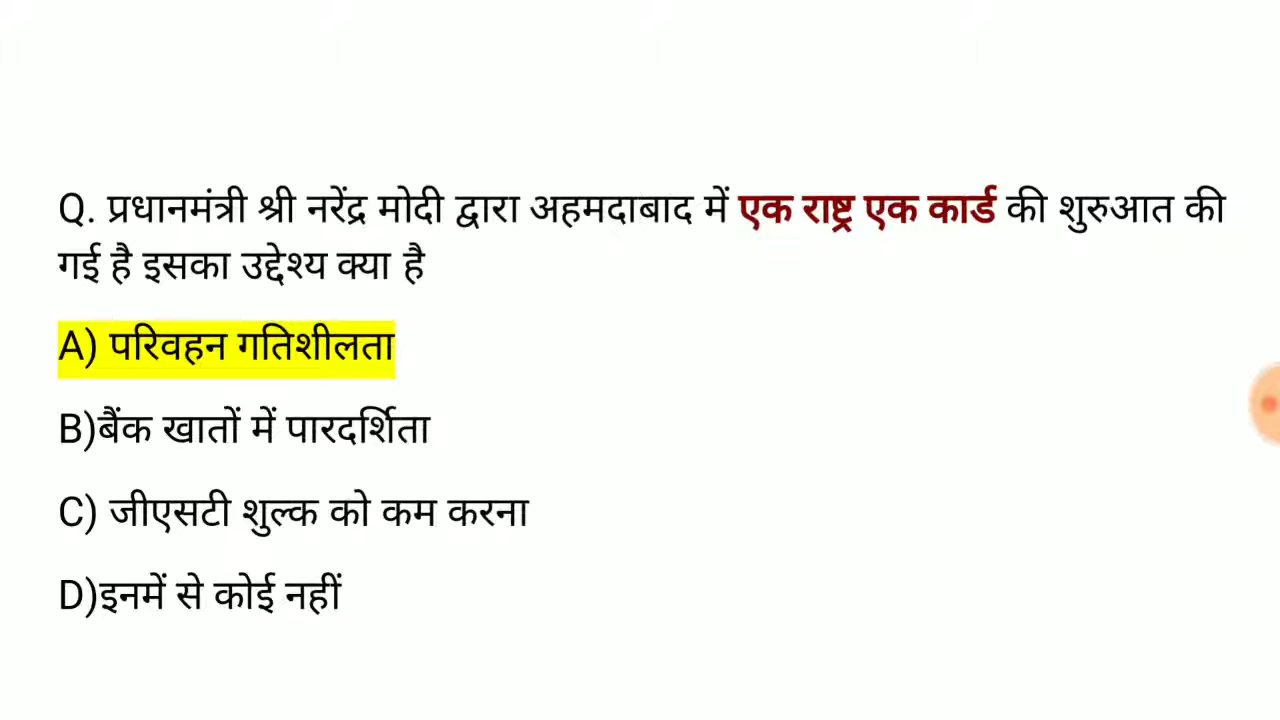 Q. प्रधानमंत्री श्री नरेंद्र मोदी द्वारा अहमदाबाद में एक राष्ट्र एक कार्ड की शुरुआत की
गई है इसका उद्देश्य क्या है
A) परिवहन गतिशीलता
B)बैंक खातों में पारदर्शिता
C) जीएसटी शुल्क को कम करना
D)इनमें से कोई नहीं